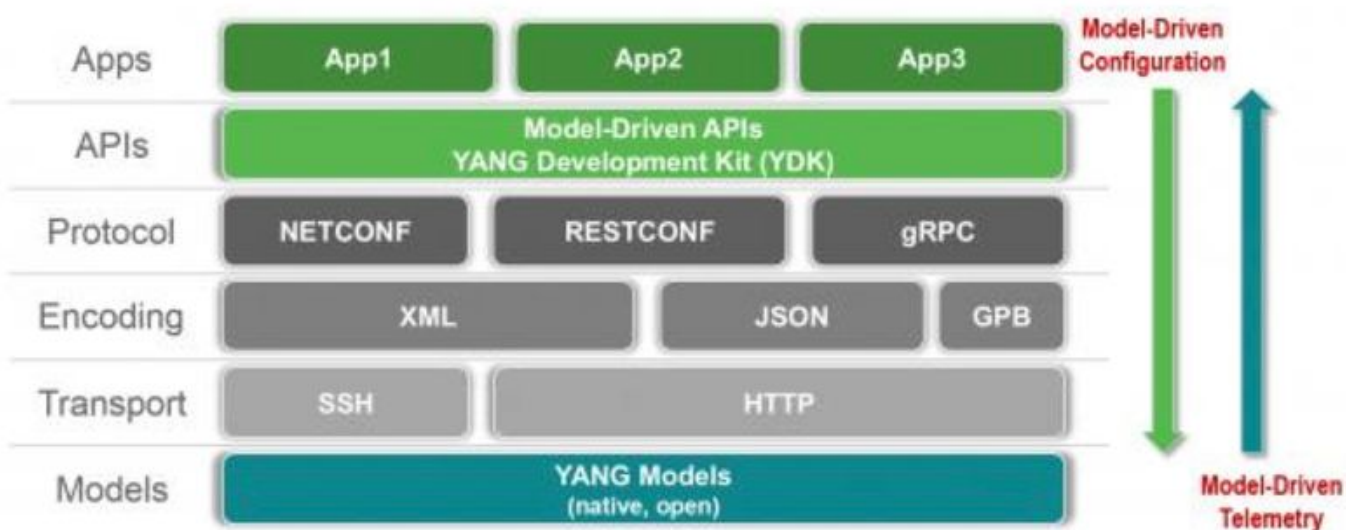 Apps
App1
App2
App3
Model-Driven
Configuration
APIs
Model-Driven APIs
YANG Development Kit (YDK)
Protocol
NETCONF
RESTCONF
gRPC
Encoding
XML
JSON
GPB
Transport
SSH
HTTP
Models
YANG Models
(native, open)
Model-Driven
Telemetry